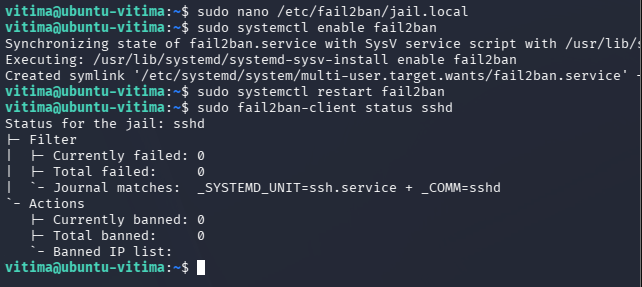 vitima@ubuntu-vitima:~$ sudo nano /etc/fail2ban/jail.local
vitima@ubuntu-vitima:~$ sudo systemctl enable fail2ban
Synchronizing state of fail2ban.service with SysV service script with /usr/lib/s
Executing: /usr/lib/systemd/systemd-sysv-install enable fail2ban
Created symlink '/etc/systemd/system/multi-user.target.wants/fail2ban.service' →
vitima@ubuntu-vitima:~$ sudo systemctl restart fail2ban
vitima@ubuntu-vitima:~$ sudo fail2ban-client status sshd
Status for the jail: sshd
|- Filter
|  |- Currently failed: 0
|  |- Total failed:     0
|  `- Journal matches:  _SYSTEMD_UNIT=ssh.service + _COMM=sshd
`- Actions
   |- Currently banned: 0
   |- Total banned:     0
   `- Banned IP list:
vitima@ubuntu-vitima:~$